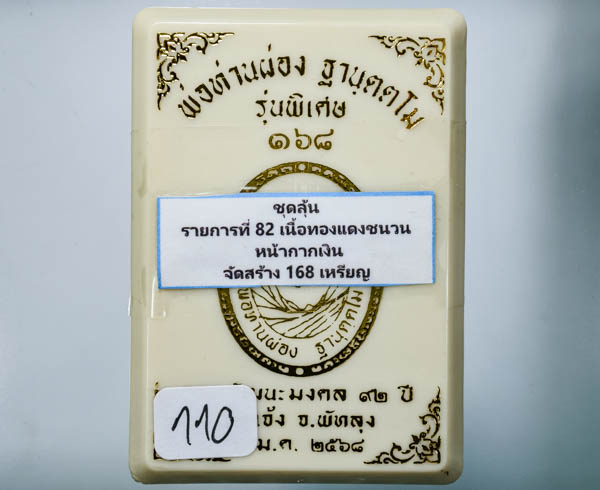 พ่อท่านผ่อง ฐานุตฺตโม
รุ่นพิเศษ
๑๖๘
ชุดลุ้น
รายการที่ 82 เนื้อทองแดงชนวน
หน้ากากเงิน
จัดสร้าง 168 เหรียญ
พ่อท่านผ่อง ฐานุตฺตโม
มงคล ๙๒ ปี
อ.พัทลุง
ม.ค. ๒๕๖๘
110